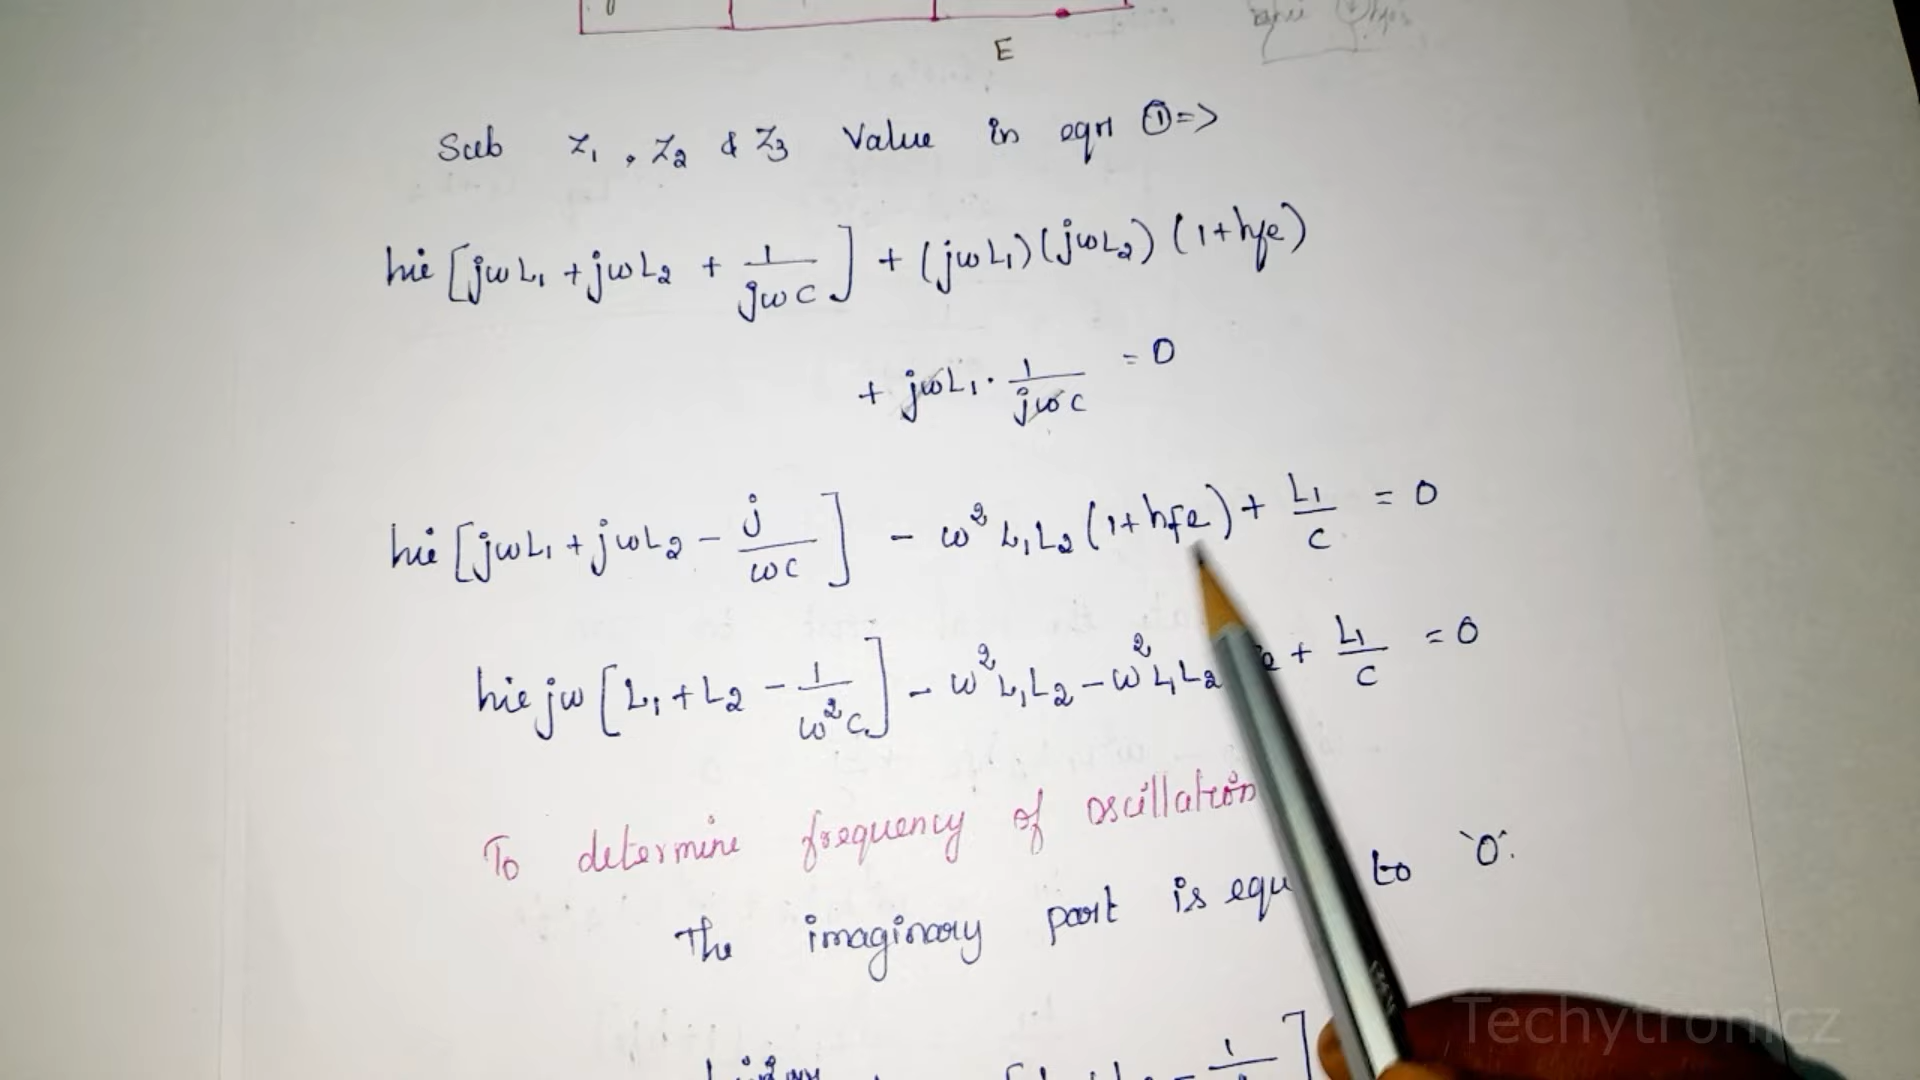 E
Sub Z₁, Z₂ & Z₃ Value in eqn ①=>
hie [jωL₁ + jωL₂ + 1/jωC] + (jωL₁)(jωL₂)(1+hfe)
+ jωL₁ · 1/jωC = 0
hie [jωL₁ + jωL₂ - j/ωC] - ω² L₁L₂ (1+hfe) + L₁/C = 0
hie jω [L₁ + L₂ - 1/ω²C] - ω²L₁L₂ - ω²L₁L₂ + L₁/C = 0
To determine frequency of oscillation
The imaginary part is equ to '0'.
Techytronicz